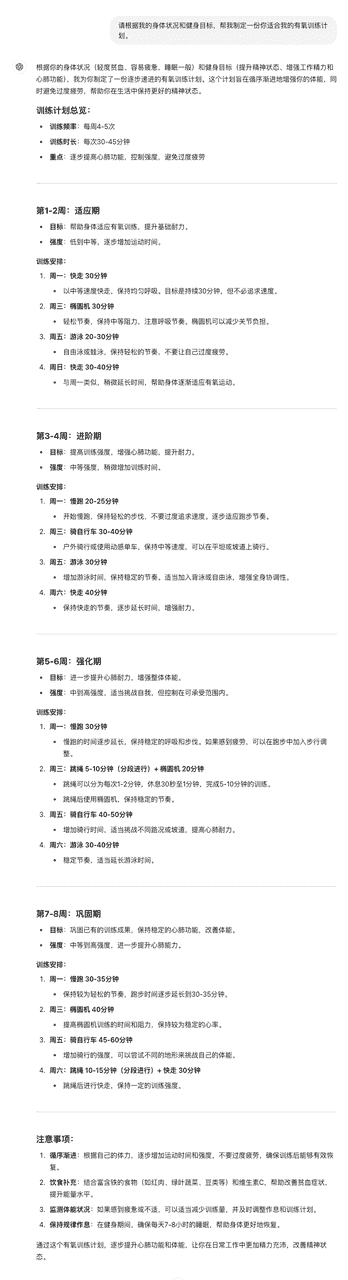 请根据我的身体状况和健身目标，帮我制定一份你适合我的有氧训练计
划。
根据你的身体状况（轻度贫血、容易疲惫、睡眠一般）和健身目标（提升精神状态、增强工作精力和
心肺功能），我为你制定了一份逐步递进的有氧训练计划。这个计划旨在循序渐进地增强你的体能，同
时避免过度疲劳，帮助你在生活中保持更好的精神状态。
训练计划总览：
• 训练频率：每周4-5次
• 训练时长：每次30-45分钟
• 重点：逐步提高心肺功能，控制强度，避免过度疲劳
第1-2周：适应期
• 目标：帮助身体适应有氧训练，提升基础耐力。
• 强度：低到中等，逐步增加运动时间。
训练安排：
1. 周一：快走 30分钟
• 以中等速度快走，保持均匀呼吸。目标是持续30分钟，但不必追求速度。
2. 周三：椭圆机 30分钟
• 轻松节奏，保持中等阻力，注意呼吸节奏。椭圆机可以减少关节负担。
3. 周五：游泳 20-30分钟
• 自由泳或蛙泳，保持轻松的节奏，不要让自己过度疲劳。
4. 周日：快走 30-40分钟
• 与周一类似，稍微延长时间，帮助身体逐渐适应有氧运动。
第3-4周：进阶期
• 目标：提高训练强度，增强心肺功能，提升耐力。
• 强度：中等强度，稍微增加训练时间。
训练安排：
1. 周一：慢跑 20-25分钟
• 开始慢跑，保持轻松的步伐，不要过度追求速度。逐步适应跑步节奏。
2. 周三：骑自行车 30-40分钟
• 户外骑行或使用动感单车，保持中等速度，可以在平坦或坡道上骑行。
3. 周五：游泳 30分钟
• 增加游泳时间，保持稳定的节奏。适当加入背泳或自由泳，增强全身协调性。
4. 周六：快走 40分钟
• 保持快走的节奏，逐步延长时间，增强耐力。
第5-6周：强化期
• 目标：进一步提升心肺耐力，增强整体体能。
• 强度：中到高强度，适当挑战自我，但控制在可承受范围内。
训练安排：
1. 周一：慢跑 30分钟
• 慢跑的时间逐步延长，保持稳定的呼吸和步伐。如果感到疲劳，可以在跑步中加入步行调
整。
2. 周三：跳绳 5-10分钟（分段进行）+ 椭圆机 20分钟
• 跳绳可以分为每次1-2分钟，休息30秒至1分钟，完成5-10分钟的训练。
• 跳绳后使用椭圆机，保持稳定的节奏。
3. 周五：骑自行车 40-50分钟
• 增加骑行时间，适当挑战不同路况或坡道，提高心肺耐力。
4. 周六：游泳 30-40分钟
• 稳定节奏，适当延长游泳时间。
第7-8周：巩固期
• 目标：巩固已有的训练成果，保持稳定的心肺功能，改善体能。
• 强度：中等到高强度，进一步提升心肺能力。
训练安排：
1. 周一：慢跑 30-35分钟
• 保持较为轻松的节奏，跑步时间逐步延长到30-35分钟。
2. 周三：椭圆机 40分钟
• 提高椭圆机训练的时间和阻力，保持较为稳定的心率。
3. 周五：骑自行车 45-60分钟
• 增加骑行的强度，可以尝试不同的地形来挑战自己的体能。
4. 周六：跳绳 10-15分钟（分段进行）+ 快走 30分钟
• 跳绳后进行快走，保持一定的训练强度。
注意事项：
1. 循序渐进：根据自己的体力，逐步增加运动时间和强度，不要过度疲劳，确保训练后能够有效恢
复。
2. 饮食补充：结合富含铁的食物（如红肉、绿叶蔬菜、豆类等）和维生素C，帮助改善贫血症状，
提升能量水平。
3. 监测体能状况：如果感到疲惫或不适，可以适当减少训练量，并及时调整作息和训练计划。
4. 保持规律作息：在健身期间，确保每天7-8小时的睡眠，帮助身体更好地恢复。
通过这个有氧训练计划，逐步提升心肺功能和体能，让你在日常工作中更加精力充沛，改善精神状
态。